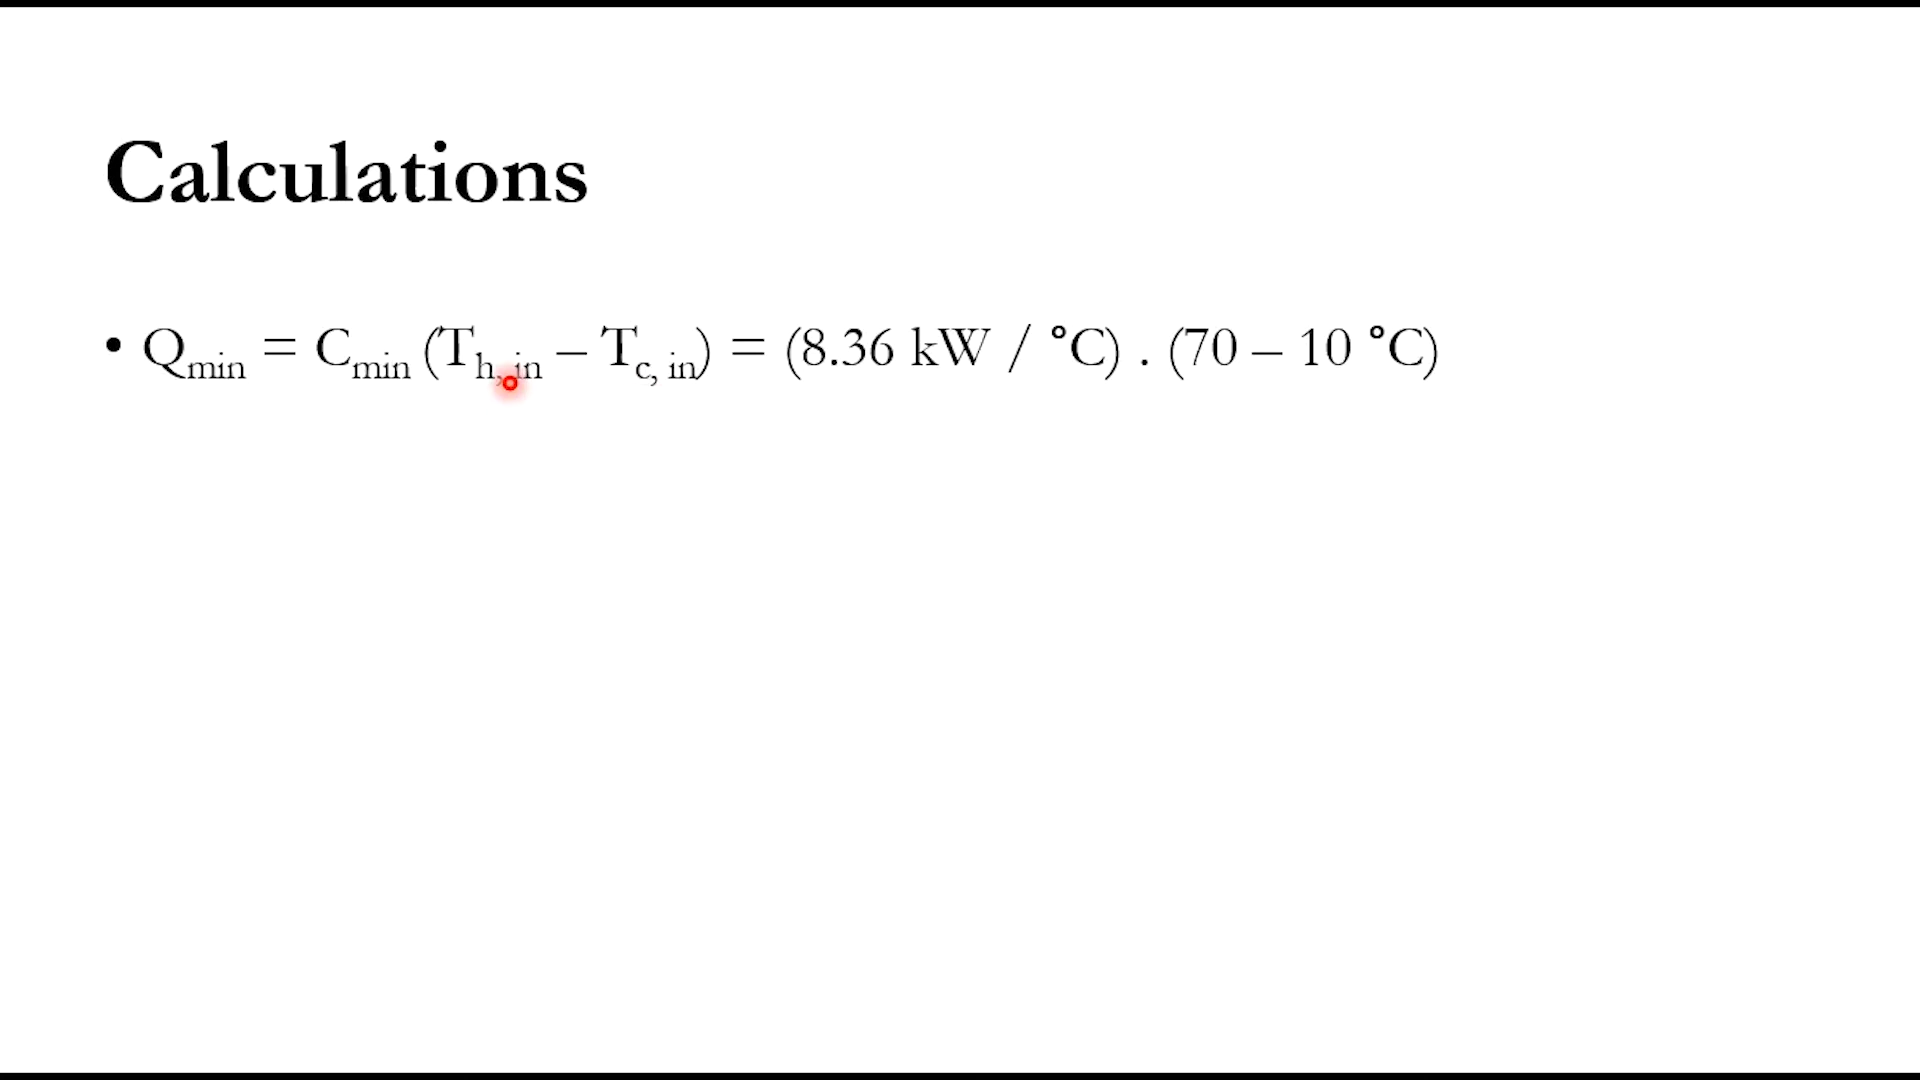 Calculations
• Qmin = Cmin (Th, in – Tc, in) = (8.36 kW / °C) . (70 – 10 °C)